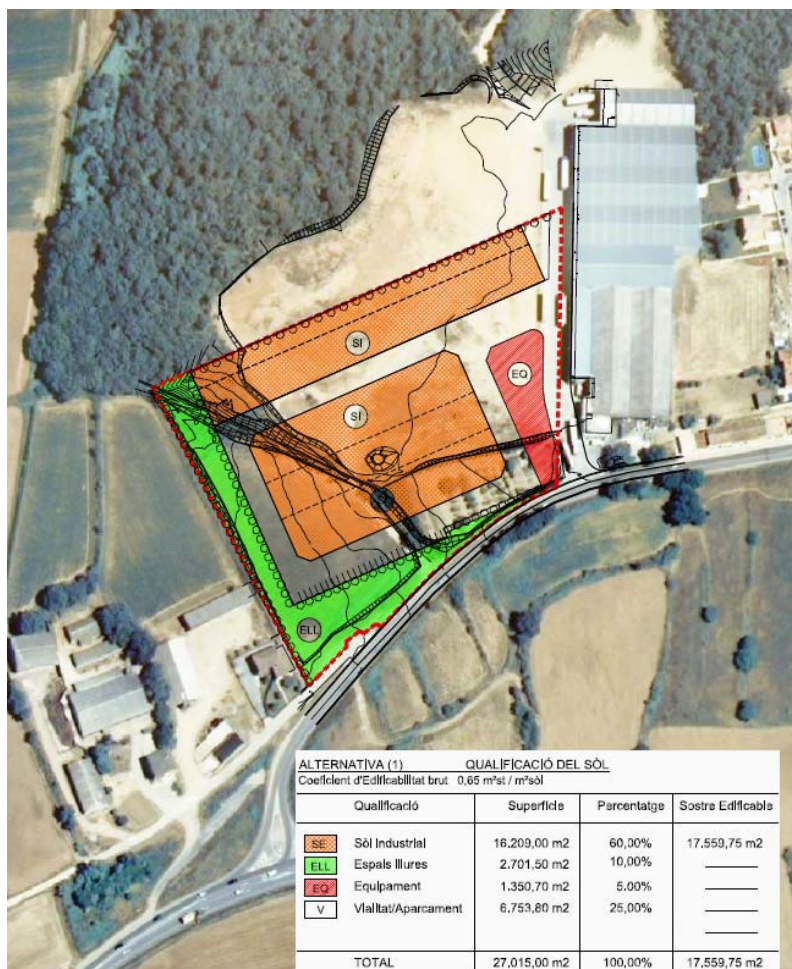 SI
SI
EQ
ELL
ALTERNATIVA (1) QUALIFICACIÓ DEL SÒL
Coeficient d'Edificabilitat brut 0,65 m²st / m²sòl
Qualificació Superfície Percentatge Sostre Edificable
SE Sòl Industrial 16.209,00 m2 60,00% 17.559,75 m2
ELL Espais lliures 2.701,50 m2 10,00%
EQ Equipament 1.350,70 m2 5.00%
V Vialitat/Aparcament 6.753,80 m2 25,00%
TOTAL 27.015,00 m2 100,00% 17.559,75 m2